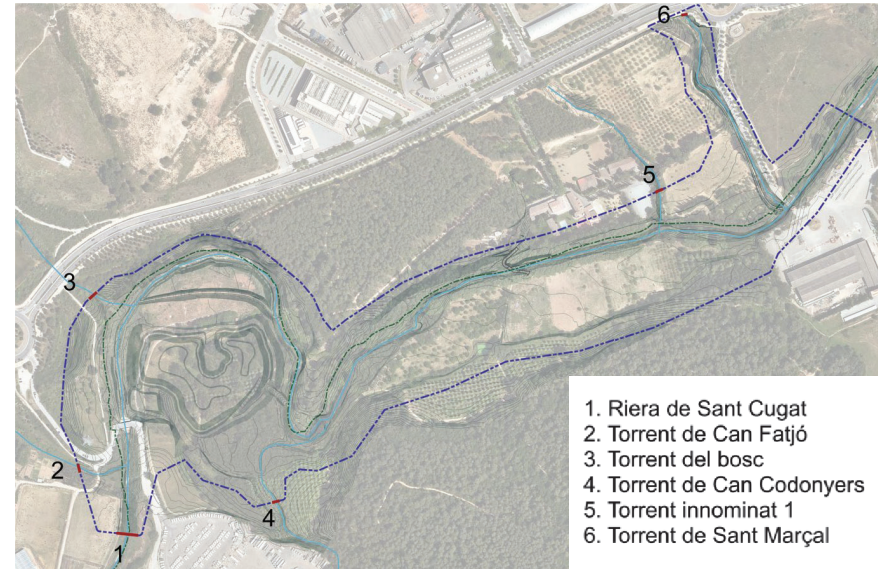 6
5
3
2
4
1
1. Riera de Sant Cugat
2. Torrent de Can Fatjó
3. Torrent del bosc
4. Torrent de Can Codonyers
5. Torrent innominat 1
6. Torrent de Sant Marçal